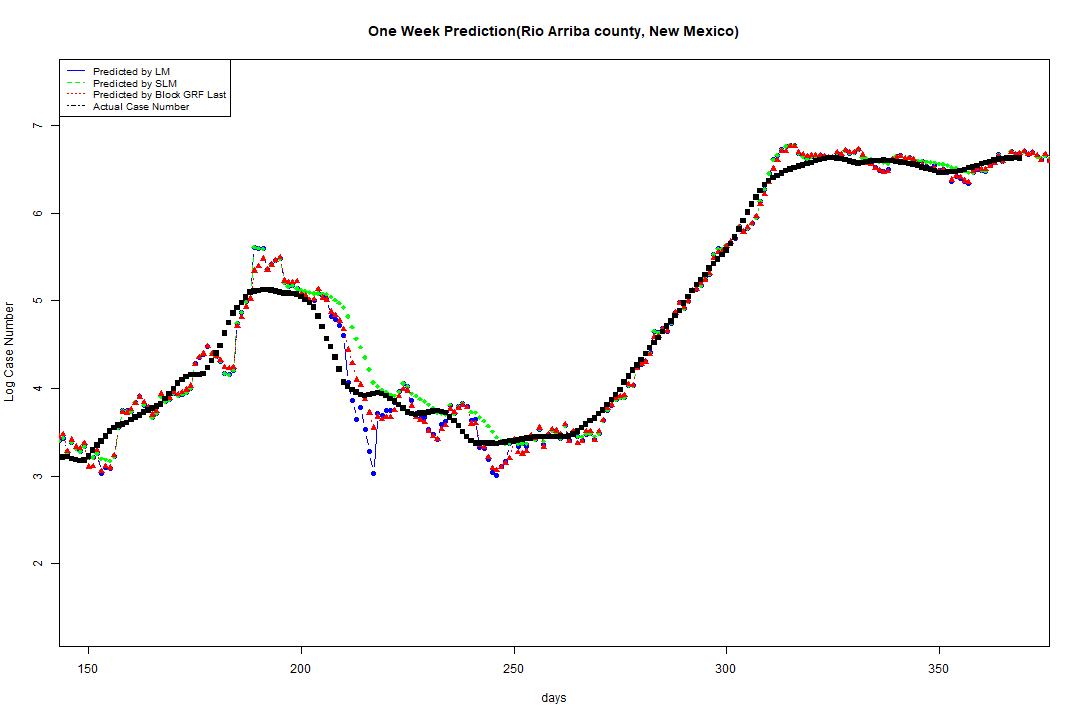 One Week Prediction(Rio Arriba county, New Mexico)
Predicted by LM
Predicted by SLM
Predicted by Block GRF Last
Actual Case Number
7
6
5
4
3
2
Log Case Number
150 200 250 300 350
days